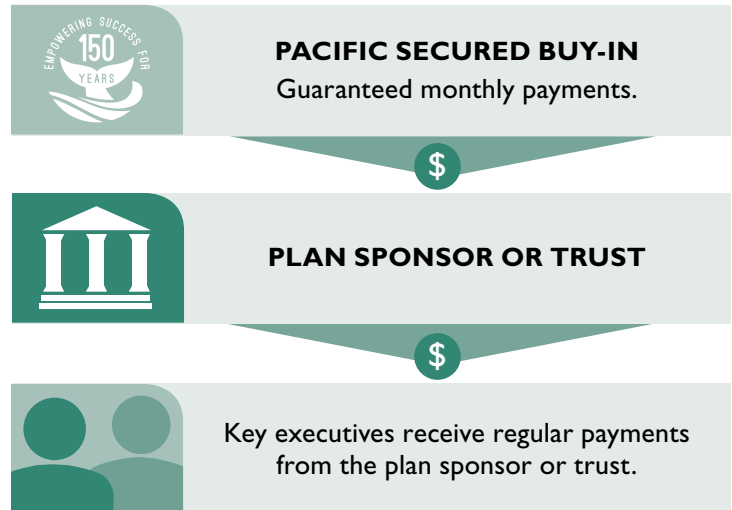 EMPOWERING SUCCESS FOR
150
YEARS
PACIFIC SECURED BUY-IN
Guaranteed monthly payments.
$
PLAN SPONSOR OR TRUST
$
Key executives receive regular payments
from the plan sponsor or trust.